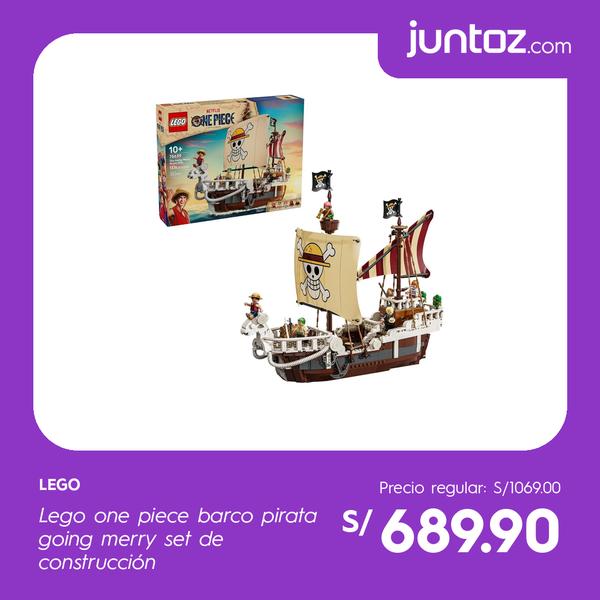 juntoz.com
NETFLIX
LEGO
ONE PIECE
10+
LEGO
Precio regular: S/1069.00
Lego one piece barco pirata
going merry set de
construcción
S/ 689.90